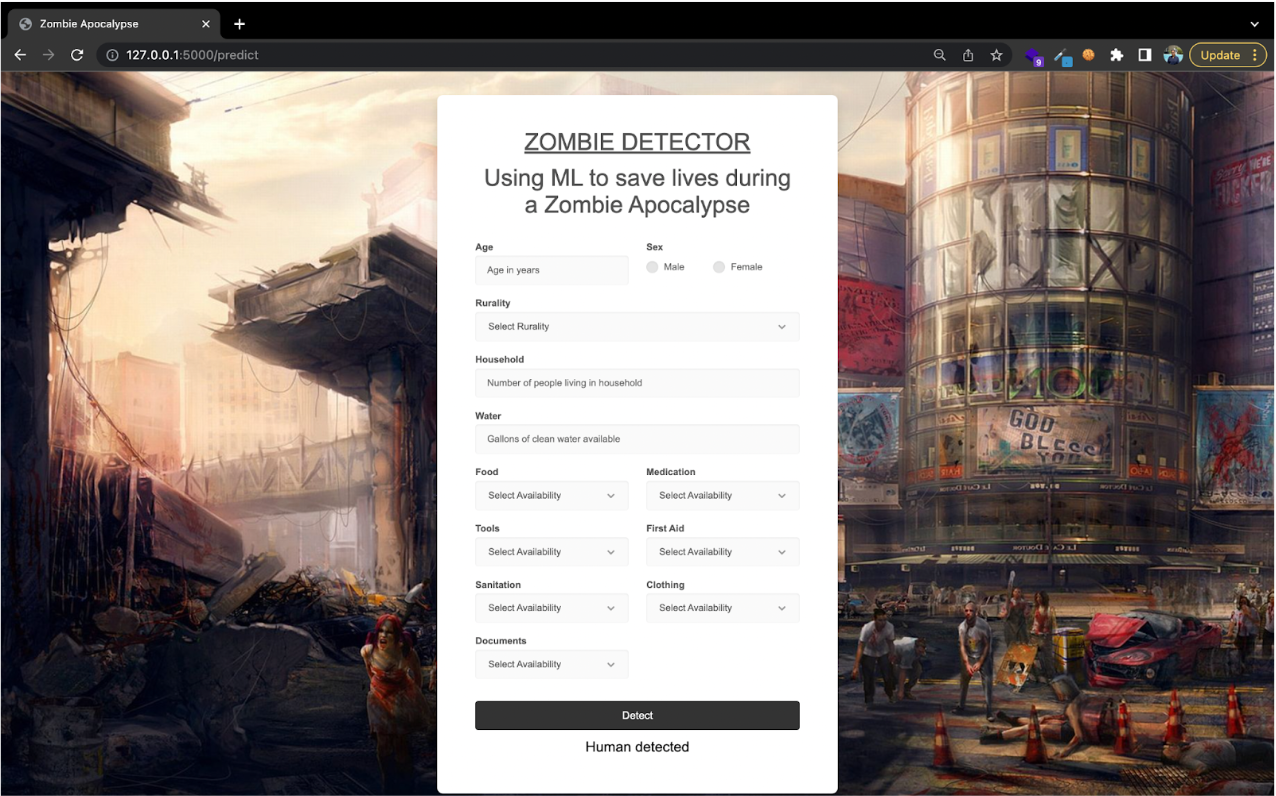 Zombie Apocalypse
127.0.0.1:5000/predict
9
Update
ZOMBIE DETECTOR
Using ML to save lives during
a Zombie Apocalypse
Age
Sex
Age in years
Male
Female
Rurality
Select Rurality
Household
Number of people living in household
Water
Gallons of clean water available
Food
Medication
Select Availability
Select Availability
Tools
First Aid
Select Availability
Select Availability
Sanitation
Clothing
Select Availability
Select Availability
Documents
Select Availability
Detect
Human detected
GOD
BLESS
YOU